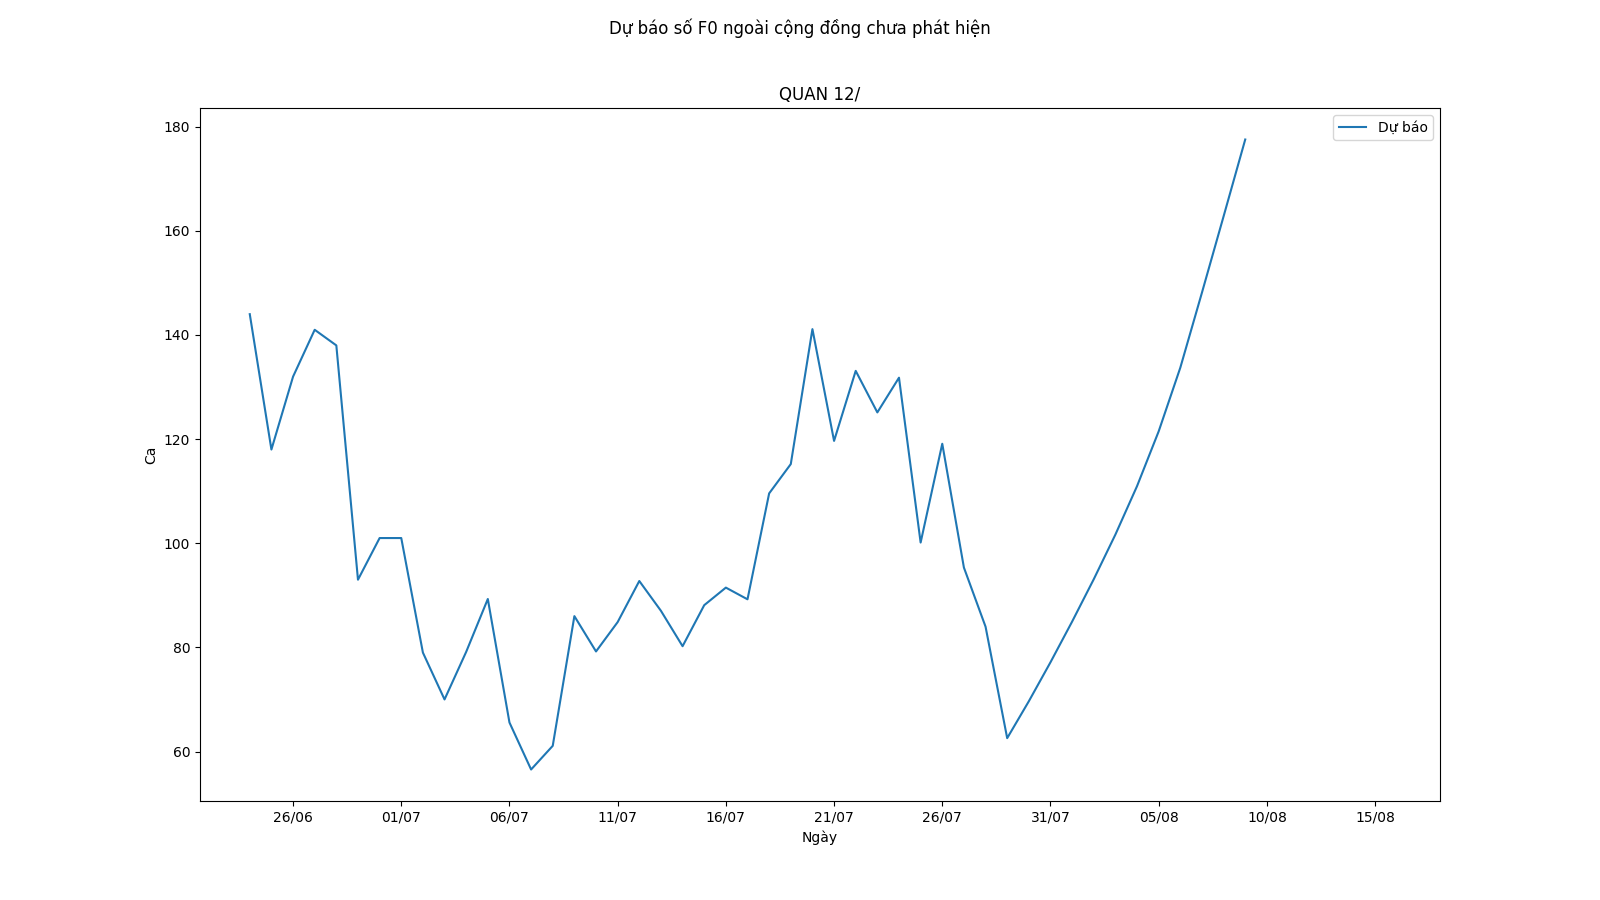 Dự báo số F0 ngoài cộng đồng chưa phát hiện
QUAN 12/
Dự báo
180
160
140
120
100
80
60
Ca
26/06 01/07 06/07 11/07 16/07 21/07 26/07 31/07 05/08 10/08 15/08
Ngày